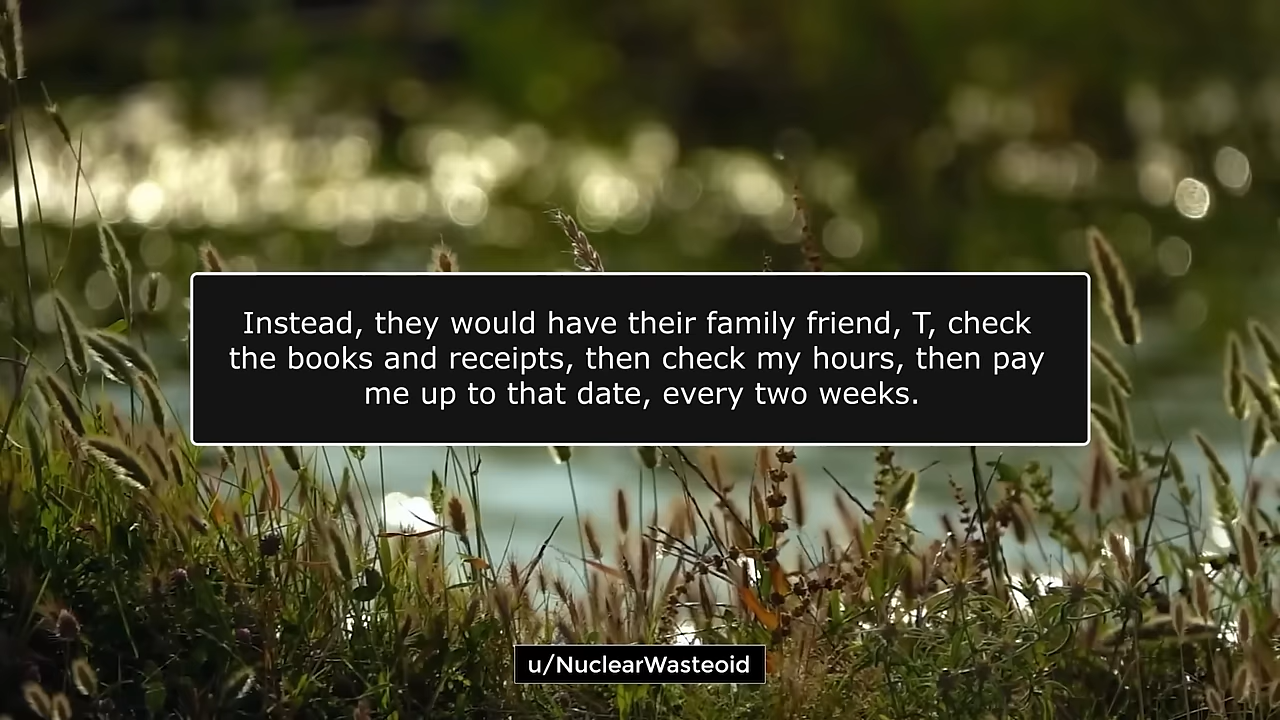 Instead, they would have their family friend, T, check
the books and receipts, then check my hours, then pay
me up to that date, every two weeks.
u/NuclearWasteoid